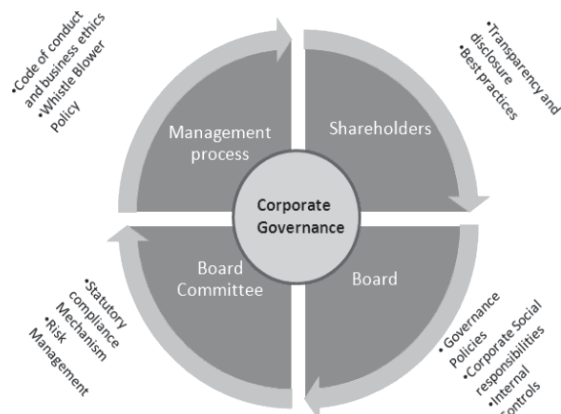 •Code of conduct
and business ethics
•Whistle Blower
Policy
•Transparency and
disclosure
•Best practices
Management
process
Shareholders
Corporate
Governance
Board
Committee
Board
•Statutory
compliance
Mechanism
•Risk
Management
•Governance
Policies
•Corporate Social
responsibilities
•Internal